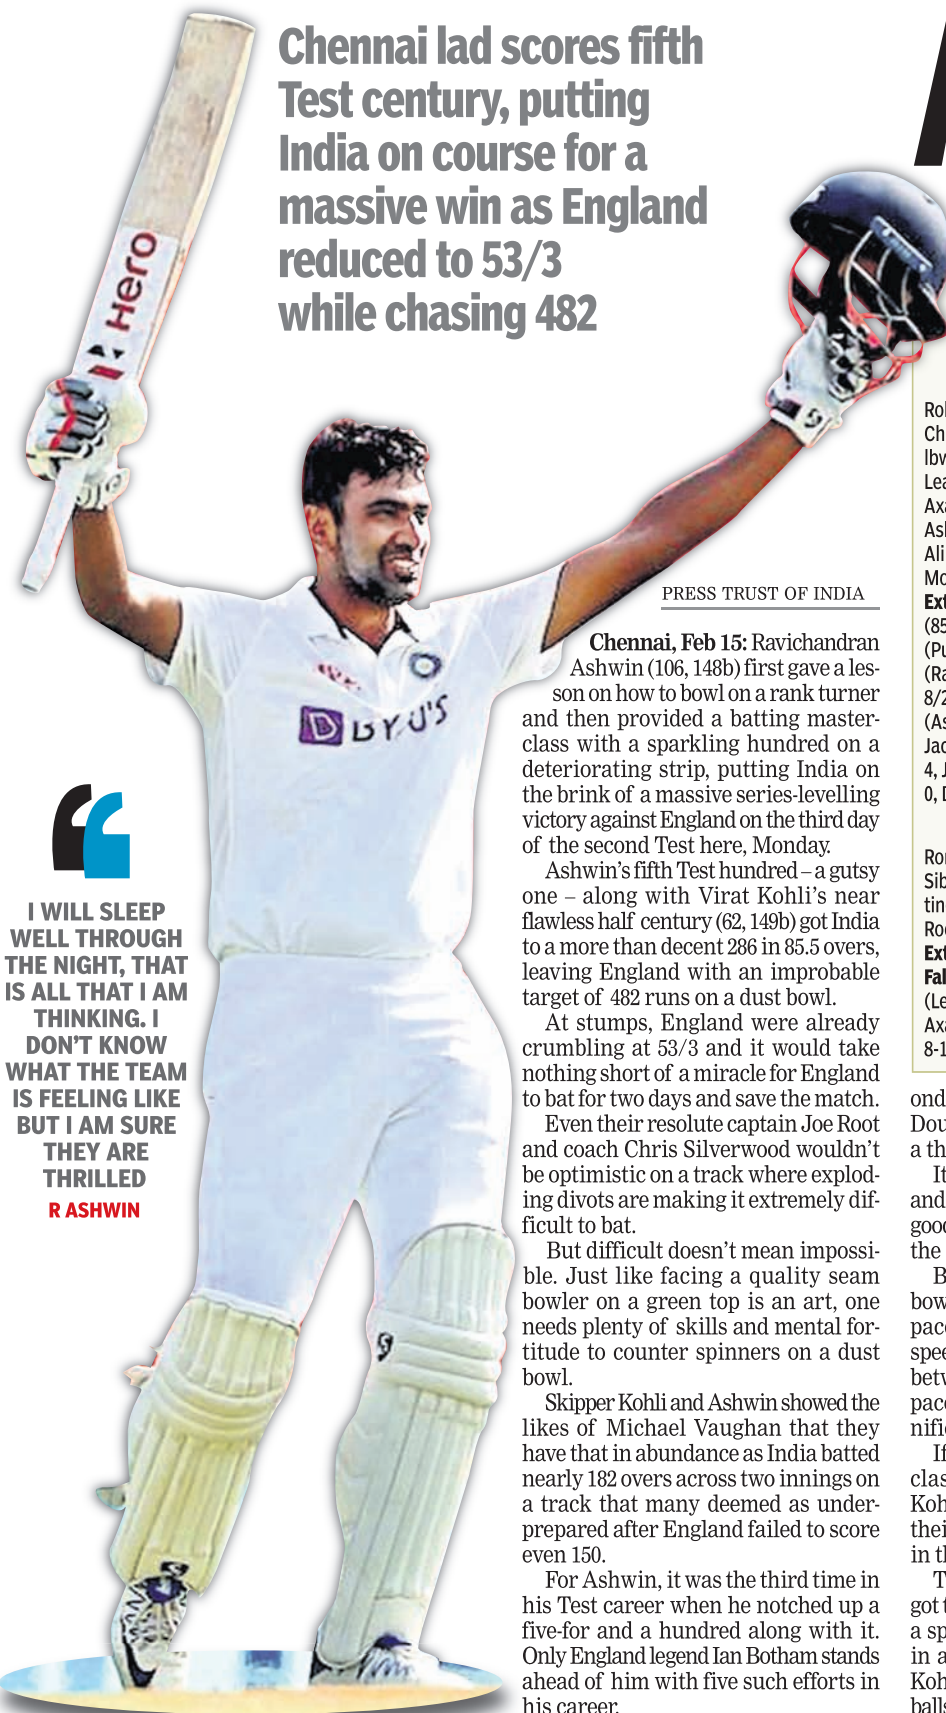 Chennai lad scores fifth
Test century, putting
India on course for a
massive win as England
reduced to 53/3
while chasing 482
Hero
BYJU'S
I WILL SLEEP
WELL THROUGH
THE NIGHT, THAT
IS ALL THAT I AM
THINKING. I
DON'T KNOW
WHAT THE TEAM
IS FEELING LIKE
BUT I AM SURE
THEY ARE
THRILLED
R ASHWIN
PRESS TRUST OF INDIA
Chennai, Feb 15: Ravichandran
Ashwin (106, 148b) first gave a les-
son on how to bowl on a rank turner
and then provided a batting master-
class with a sparkling hundred on a
deteriorating strip, putting India on
the brink of a massive series-levelling
victory against England on the third day
of the second Test here, Monday.
Ashwin's fifth Test hundred – a gutsy
one – along with Virat Kohli's near
flawless half century (62, 149b) got India
to a more than decent 286 in 85.5 overs,
leaving England with an improbable
target of 482 runs on a dust bowl.
At stumps, England were already
crumbling at 53/3 and it would take
nothing short of a miracle for England
to bat for two days and save the match.
Even their resolute captain Joe Root
and coach Chris Silverwood wouldn't
be optimistic on a track where explod-
ing divots are making it extremely dif-
ficult to bat.
But difficult doesn't mean impossi-
ble. Just like facing a quality seam
bowler on a green top is an art, one
needs plenty of skills and mental for-
titude to counter spinners on a dust
bowl.
Skipper Kohli and Ashwin showed the
likes of Michael Vaughan that they
have that in abundance as India batted
nearly 182 overs across two innings on
a track that many deemed as under-
prepared after England failed to score
even 150.
For Ashwin, it was the third time in
his Test career when he notched up a
five-for and a hundred along with it.
Only England legend Ian Botham stands
ahead of him with five such efforts in
his career.